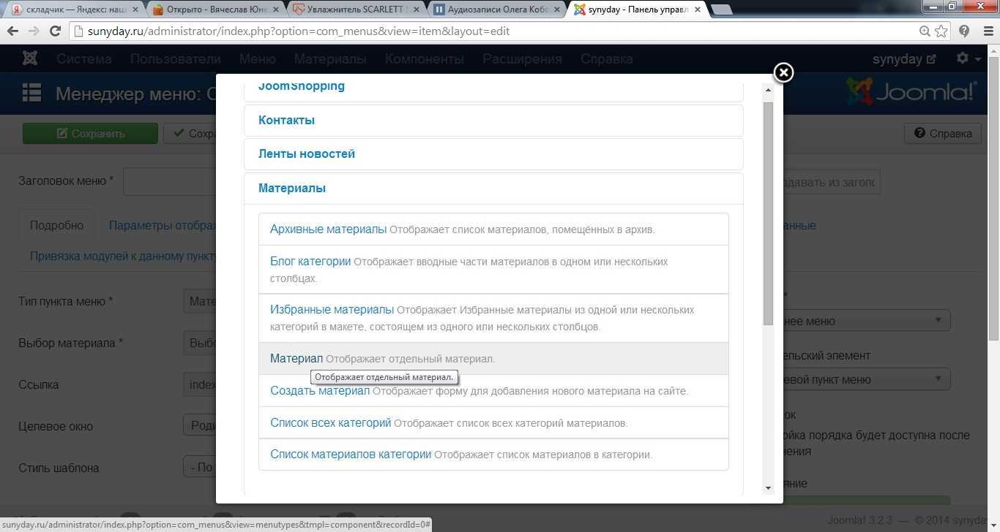 складчик — Яндекс: наш
Открыто - Вячеслав Юне
Увлажнитель SCARLETT S
Аудиозаписи Олега Кобс
synyday - Панель управл
sunyday.ru/administrator/index.php?option=com_menus&view=item&layout=edit
Система Пользователи Меню Материалы Компоненты Расширения Справка synyday
Менеджер меню: С Joomla!®
Сохранить Сохра Справка
Заголовок меню * здавать из заголо
Подробно Параметры отображ анные
Привязка модулей к данному пункту
Тип пункта меню * Мате
Выбор материала * Выбо нее меню
ельский элемент
Ссылка index евой пункт меню
Целевое окно Роди ок
ойка порядка будет доступна после
нения
Стиль шаблона - По
яние
JoomShopping
Контакты
Ленты новостей
Материалы
Архивные материалы Отображает список материалов, помещённых в архив.
Блог категории Отображает вводные части материалов в одном или нескольких
столбцах.
Избранные материалы Отображает Избранные материалы из одной или нескольких
категорий в макете, состоящем из одного или нескольких столбцов.
Материал Отображает отдельный материал.
Отображает отдельный материал.
Создать материал Отображает форму для добавления нового материала на сайте.
Список всех категорий Отображает список всех категорий материалов.
Список материалов категории Отображает список материалов в категории.
sunyday.ru/administrator/index.php?option=com_menus&view=menutypes&tmpl=component&recordId=0#
Joomla! 3.2.3 — © 2014 synyda